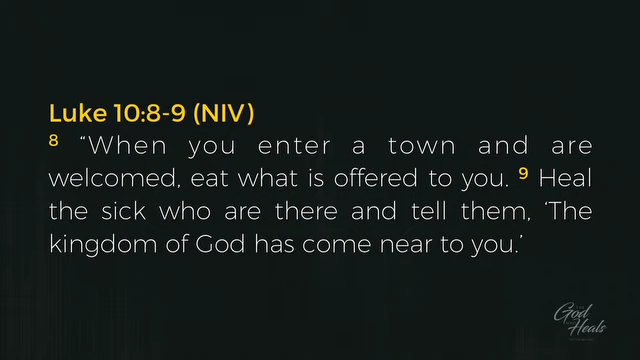 Luke 10:8-9 (NIV)
8 “When you enter a town and are
welcomed, eat what is offered to you. 9 Heal
the sick who are there and tell them, ‘The
kingdom of God has come near to you.’
God
Heals